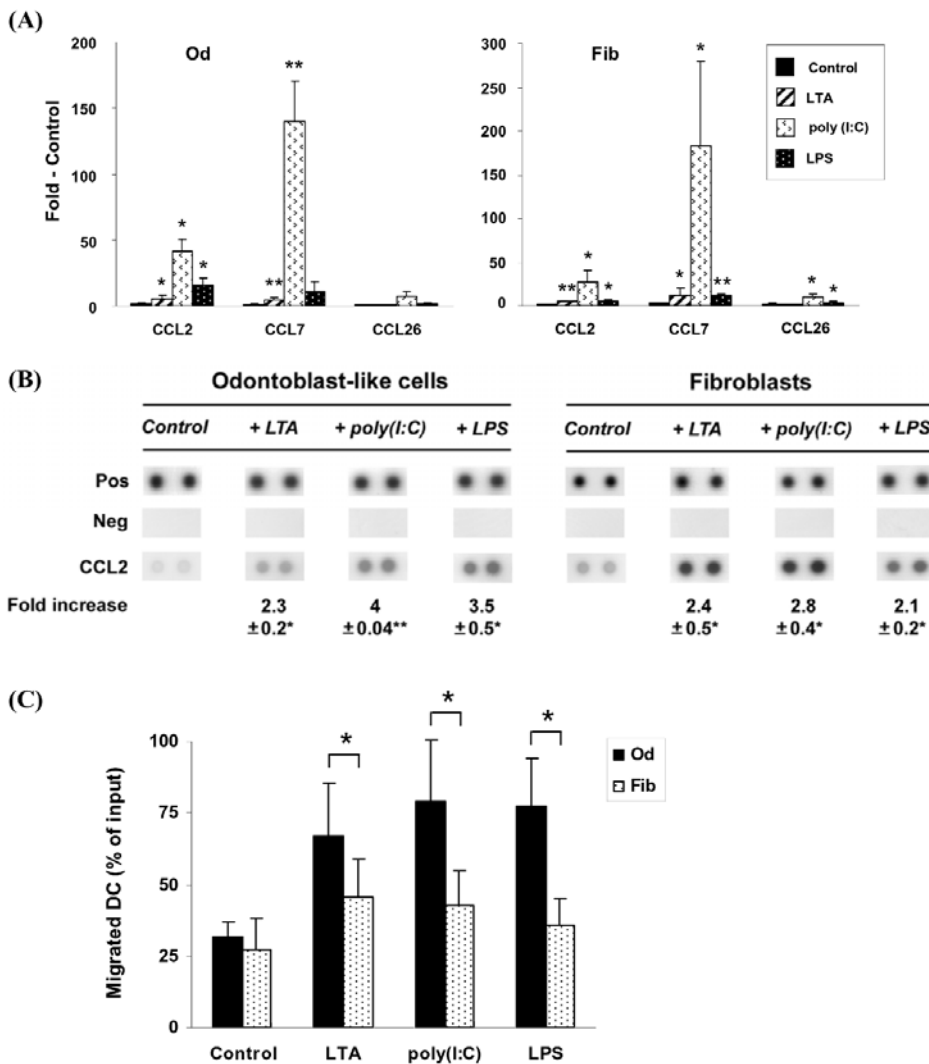 (A)
Od
Fib
Fold - Control
200
150
100
50
0
* * * ** **
CCL2 CCL7 CCL26
300
250
200
150
100
50
0
** * * * * ** * *
CCL2 CCL7 CCL26
Control
LTA
poly (I:C)
LPS
(B)
Odontoblast-like cells Fibroblasts
Control + LTA + poly(I:C) + LPS Control + LTA + poly(I:C) + LPS
Pos
Neg
CCL2
Fold increase 2.3 4 3.5 2.4 2.8 2.1
±0.2* ±0.04** ±0.5* ±0.5* ±0.4* ±0.2*
(C)
Migrated DC (% of input)
100
75
50
25
0
* * *
Od
Fib
Control LTA poly(I:C) LPS